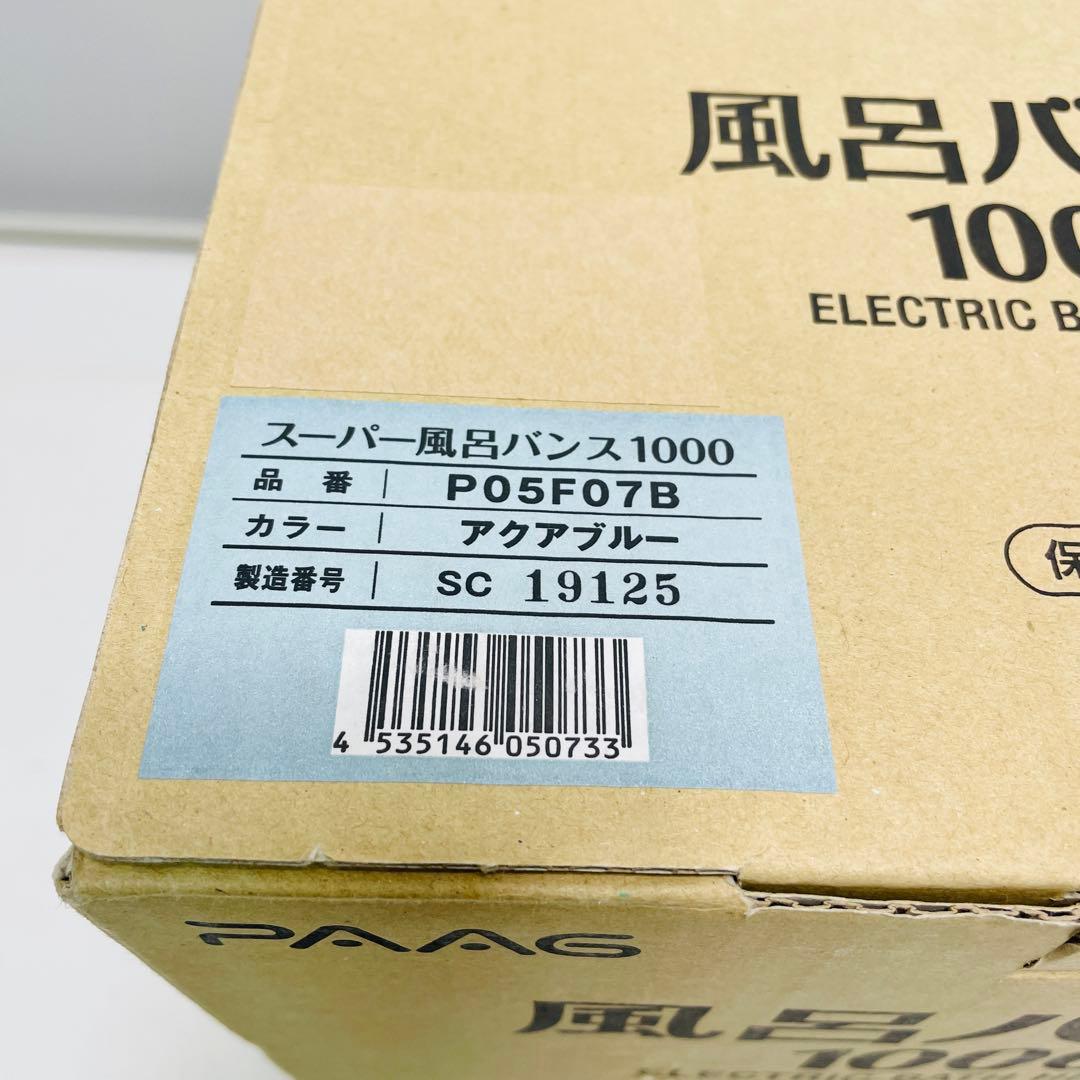 風呂バ
100
ELECTRIC B
スーパー風呂バンス1000
品 番 P05F07B
カラー アクアブルー
製造番号 SC 19125
保
4 535146 050733
PAAG
風呂バ
1000